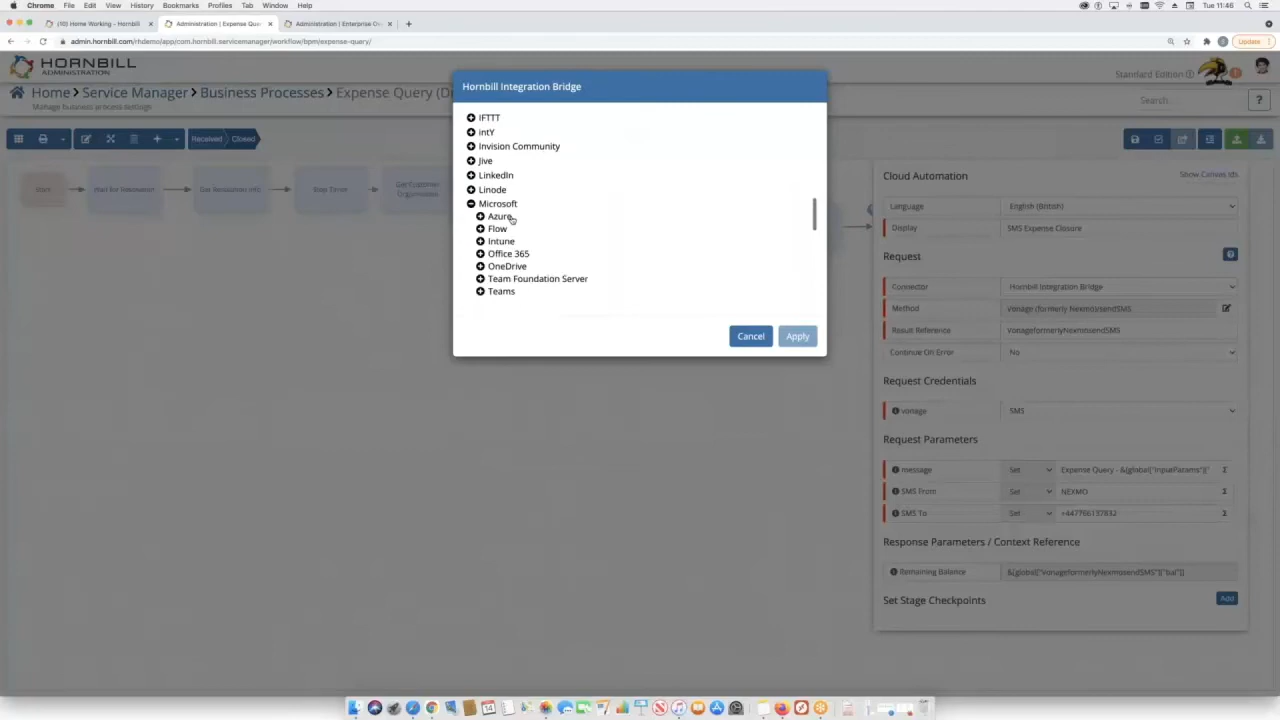 Chrome File Edit View History Bookmarks Profiles Tab Window Help
Mon 11:46
(10) Home Working - Hornbill
Administration | Expense Que
Administration | Enterprise Ov
admin.hornbill.com/rhdemo/app/com.hornbill.servicemanager/workflow/bpm/expense-query/
Update
HORNBILL
ADMINISTRATION
Standard Edition
Home > Service Manager > Business Processes > Expense Query (D
Manage business process settings
Search...
?
Received
Closed
Start
Wait for Resolution
Get Resolution Info
Stop Timer
Get Customer
Organisation
Hornbill Integration Bridge
IFTTT
intY
Invision Community
Jive
LinkedIn
Linode
Microsoft
Azure
Flow
Intune
Office 365
OneDrive
Team Foundation Server
Teams
Cancel
Apply
Cloud Automation
Show Canvas Ids
Language
English (British)
Display
SMS Expense Closure
Request
Connector
Hornbill Integration Bridge
Method
Vonage (formerly Nexmo)/sendSMS
Result Reference
VonageformerlyNexmosendSMS
Continue On Error
No
Request Credentials
vonage
SMS
Request Parameters
message
Set
Expense Query - &[global["inputParams"]["
SMS From
Set
NEXMO
SMS To
Set
+447766137832
Response Parameters / Context Reference
Remaining Balance
&[global["VonageformerlyNexmosendSMS"]["bal"]]
Set Stage Checkpoints
Add